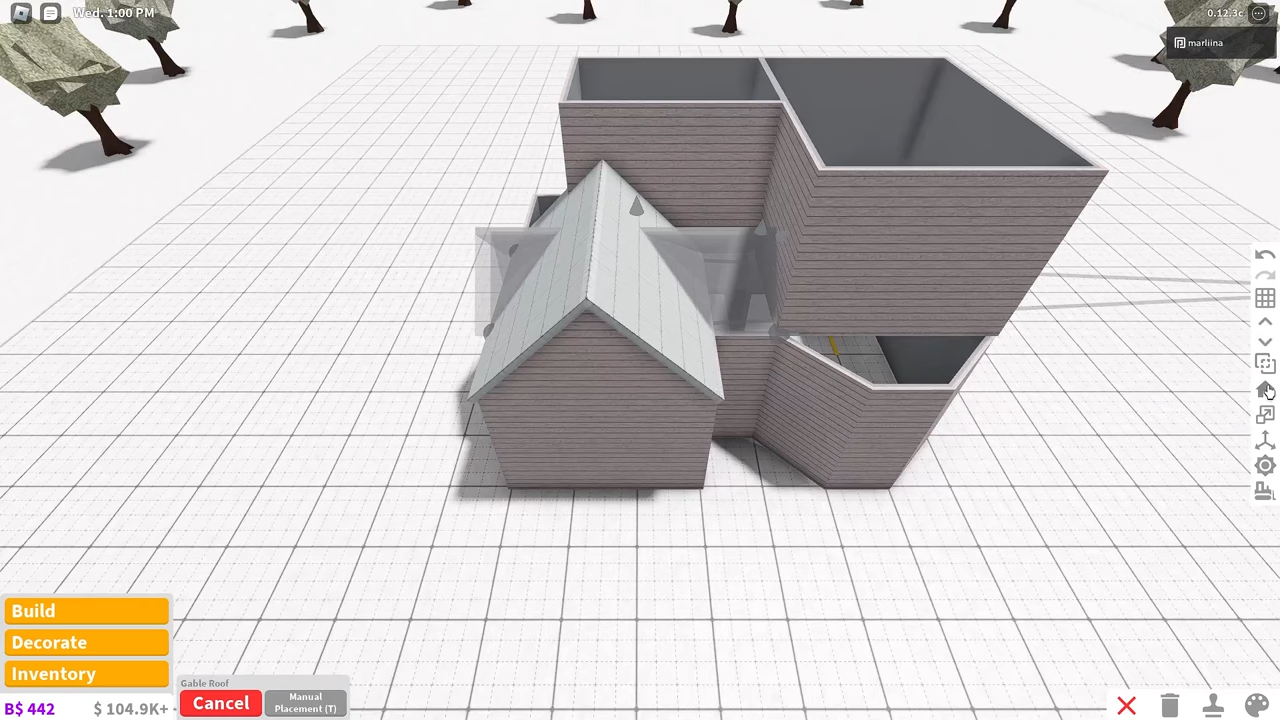 Wed. 1:00 PM
0.12.3c
marliina
Build
Decorate
Inventory
B$ 442
$ 104.9K+
Gable Roof
Cancel
Manual
Placement (T)